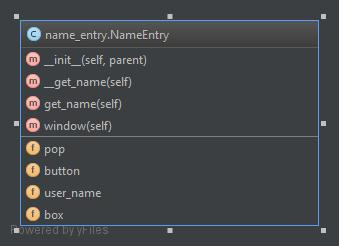 C name_entry.NameEntry
m __init__(self, parent)
m __get_name(self)
m get_name(self)
m window(self)
f pop
f button
f user_name
f box
Powered by yFiles